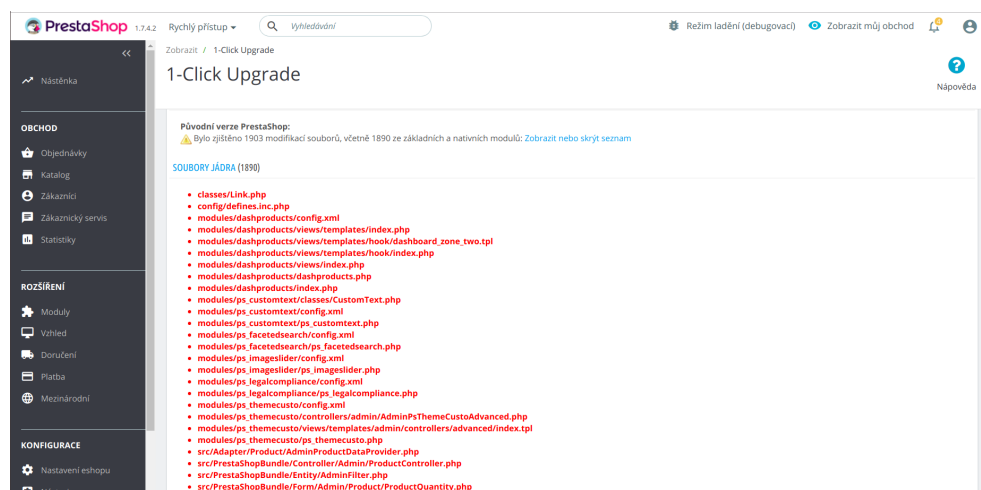 PrestaShop 1.7.4.2 Rychlý přístup Vyhledávání Režim ladění (debugovací) Zobrazit můj obchod 4
Zobrazit / 1-Click Upgrade
1-Click Upgrade
Nápověda
Nástěnka
OBCHOD
Objednávky
Katalog
Zákazníci
Zákaznický servis
Statistiky
ROZŠÍŘENÍ
Moduly
Vzhled
Doručení
Platba
Mezinárodní
KONFIGURACE
Nastavení eshopu
Původní verze PrestaShop:
Bylo zjištěno 1903 modifikací souborů, včetně 1890 ze základních a nativních modulů: Zobrazit nebo skrýt seznam
SOUBORY JÁDRA (1890)
classes/Link.php
config/defines.inc.php
modules/dashproducts/config.xml
modules/dashproducts/views/templates/index.php
modules/dashproducts/views/templates/hook/dashboard_zone_two.tpl
modules/dashproducts/views/templates/hook/index.php
modules/dashproducts/views/index.php
modules/dashproducts/dashproducts.php
modules/dashproducts/index.php
modules/ps_customtext/classes/CustomText.php
modules/ps_customtext/config.xml
modules/ps_customtext/ps_customtext.php
modules/ps_facetedsearch/config.xml
modules/ps_facetedsearch/ps_facetedsearch.php
modules/ps_imageslider/config.xml
modules/ps_imageslider/ps_imageslider.php
modules/ps_legalcompliance/config.xml
modules/ps_legalcompliance/ps_legalcompliance.php
modules/ps_themecusto/config.xml
modules/ps_themecusto/controllers/admin/AdminPsThemeCustoAdvanced.php
modules/ps_themecusto/views/templates/admin/controllers/advanced/index.tpl
modules/ps_themecusto/ps_themecusto.php
src/Adapter/Product/AdminProductDataProvider.php
src/PrestaShopBundle/Controller/Admin/ProductController.php
src/PrestaShopBundle/Entity/AdminFilter.php
src/PrestaShopBundle/Form/Admin/Product/ProductQuantity.php